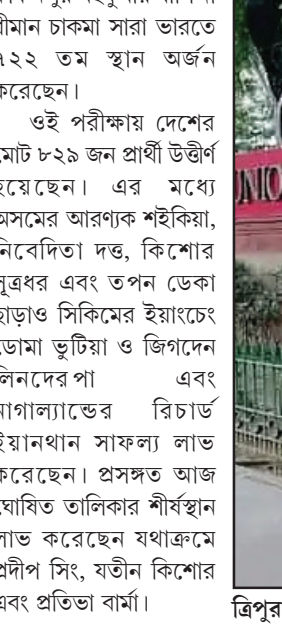 ধীমান চাকমা সারা ভারতে
৭২২ তম স্থান অর্জন
করেছেন।
ওই পরীক্ষায় দেশের
মোট ৮২৯ জন প্রার্থী উত্তীর্ণ
হয়েছেন। এর মধ্যে
অসমের আরণ্যক শইকিয়া,
নিবেদিতা দত্ত, কিশোর
সূত্রধর এবং তপন ডেকা
ছাড়াও সিকিমের ইয়াংচেং
ডোমা ভুটিয়া ও জিগদেন
লিনদের পা এবং
নাগাল্যান্ডের রিচার্ড
ইয়ানথান সাফল্য লাভ
করেছেন। প্রসঙ্গত আজ
ঘোষিত তালিকার শীর্ষস্থান
লাভ করেছেন যথাক্রমে
প্রদীপ সিং, যতীন কিশোর
এবং প্রতিভা বার্মা।
UNIO
ত্রিপুর